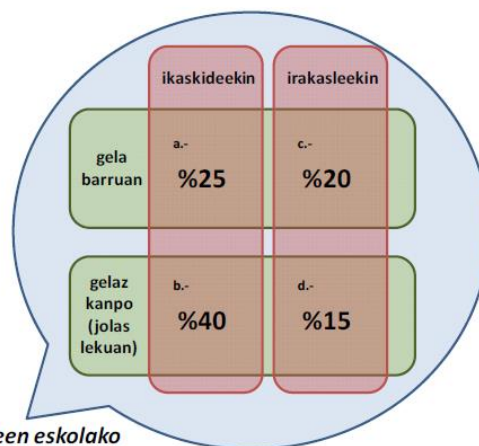 ikaskideekin irakasleekin
gela
barruan
a.-
%25
c.-
%20
gelaz
kanpo
(jolas
lekuan)
b.-
%40
d.-
%15
eskolako